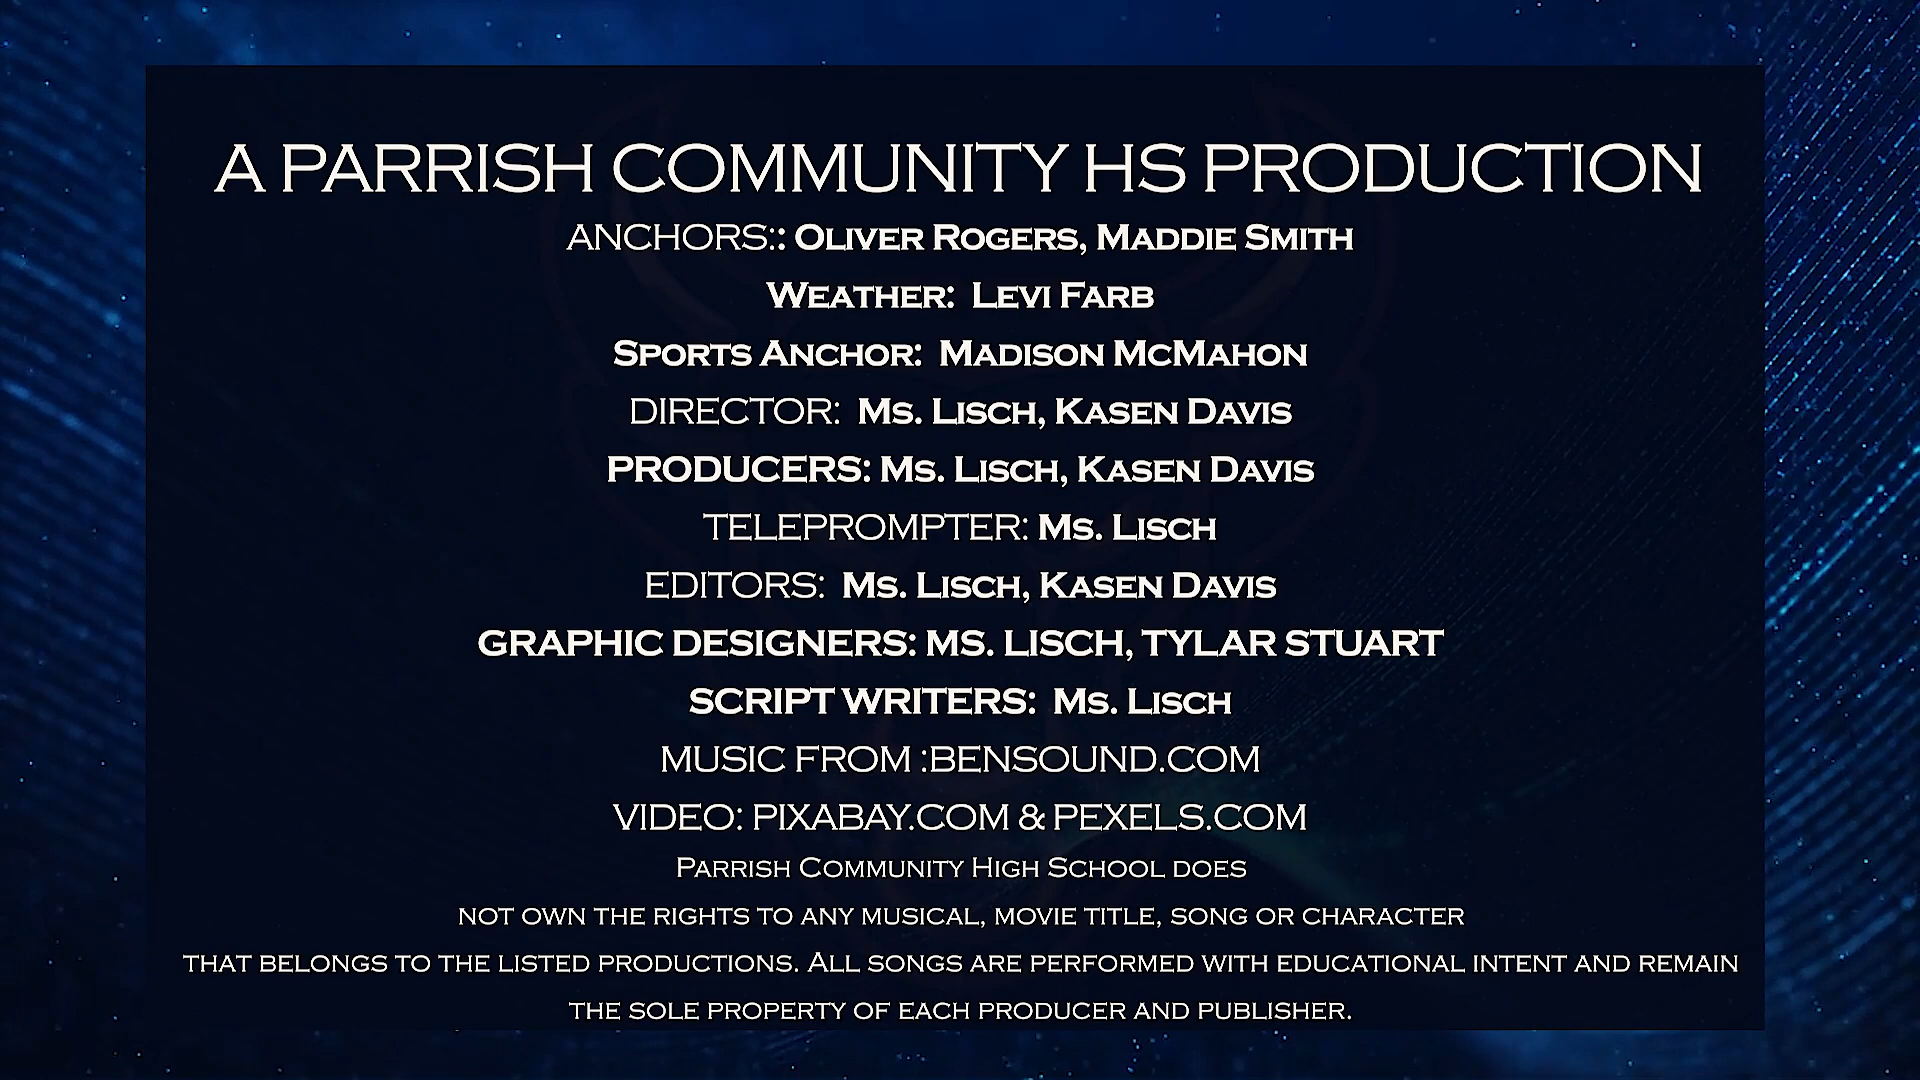 A PARRISH COMMUNITY HS PRODUCTION
ANCHORS:: Oliver Rogers, Maddie Smith
Weather:  Levi Farb
Sports Anchor:  Madison McMahon
DIRECTOR:  Ms. Lisch, Kasen Davis
PRODUCERS: Ms. Lisch, Kasen Davis
TELEPROMPTER: Ms. Lisch
EDITORS:  Ms. Lisch, Kasen Davis
GRAPHIC DESIGNERS: MS. LISCH, TYLAR STUART
SCRIPT WRITERS:  Ms. Lisch
MUSIC FROM :BENSOUND.COM
VIDEO: PIXABAY.COM & PEXELS.COM
Parrish Community High School does
not own the rights to any musical, movie title, song or character
that belongs to the listed productions. All songs are performed with educational intent and remain
the sole property of each producer and publisher.